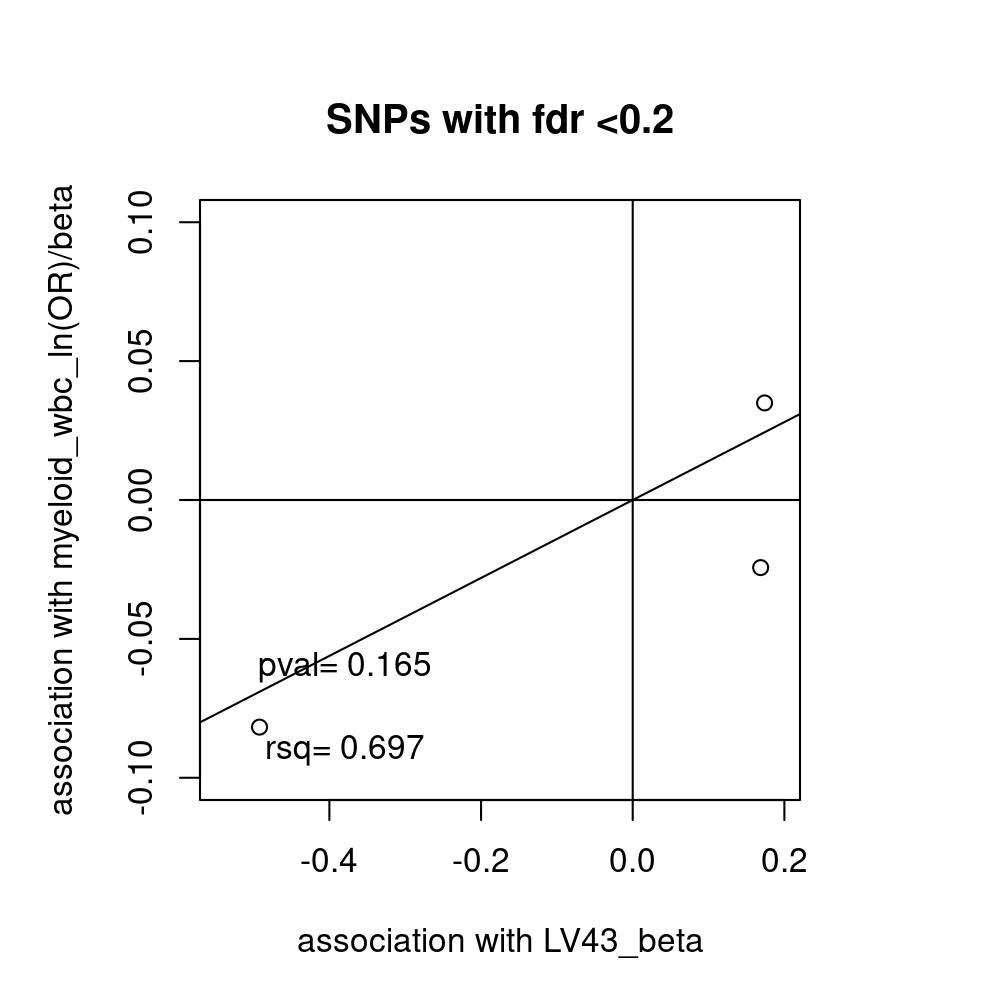 SNPs with fdr <0.2
association with myeloid_wbc_ln(OR)/beta
0.10
0.05
0.00
-0.05
-0.10
pval= 0.165
rsq= 0.697
-0.4
-0.2
0.0
0.2
association with LV43_beta